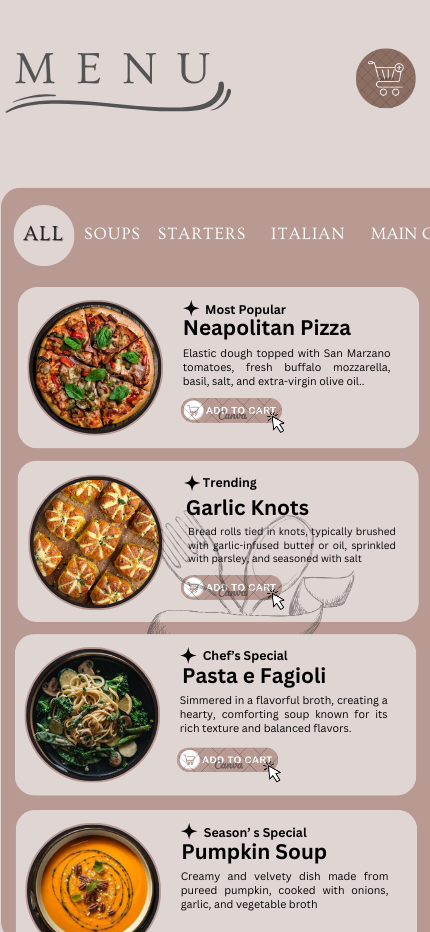 MENU
ALL SOUPS STARTERS ITALIAN MAIN C
Most Popular
Neapolitan Pizza
Elastic dough topped with San Marzano
tomatoes, fresh buffalo mozzarella,
basil, salt, and extra-virgin olive oil..
ADD TO CART
Canva
Trending
Garlic Knots
Bread rolls tied in knots, typically brushed
with garlic-infused butter or oil, sprinkled
with parsley, and seasoned with salt
ADD TO CART
Canva
Chef's Special
Pasta e Fagioli
Simmered in a flavorful broth, creating a
hearty, comforting soup known for its
rich texture and balanced flavors.
ADD TO CART
Canva
Season' s Special
Pumpkin Soup
Creamy and velvety dish made from
pureed pumpkin, cooked with onions,
garlic, and vegetable broth